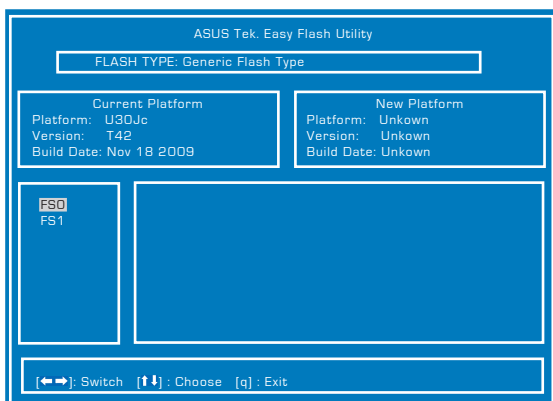 ASUS Tek. Easy Flash Utility
FLASH TYPE: Generic Flash Type
Current Platform
Platform: U30Jc
Version: T42
Build Date: Nov 18 2009
New Platform
Platform: Unkown
Version: Unkown
Build Date: Unkown
FS0
FS1
[⬅➡]: Switch [⬆⬇] : Choose [q] : Exit